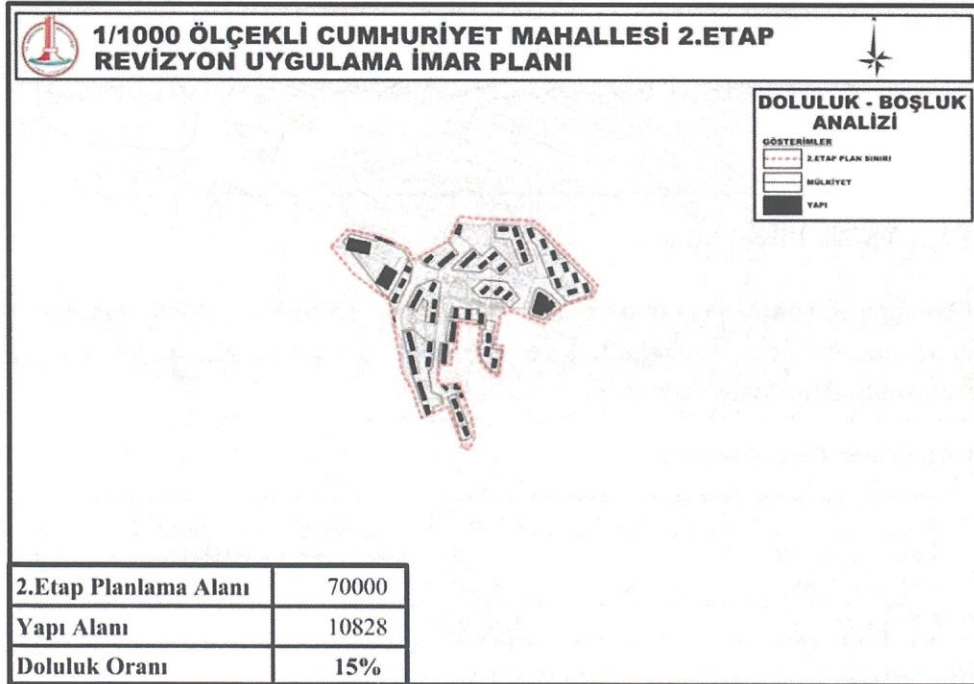 1/1000 ÖLÇEKLİ CUMHURİYET MAHALLESİ 2.ETAP
REVİZYON UYGULAMA İMAR PLANI
DOLULUK - BOŞLUK
ANALİZİ
GÖSTERİMLER
2.ETAP PLAN SINIRI
MÜLKİYET
YAPI
2.Etap Planlama Alanı 70000
Yapı Alanı 10828
Doluluk Oranı 15%